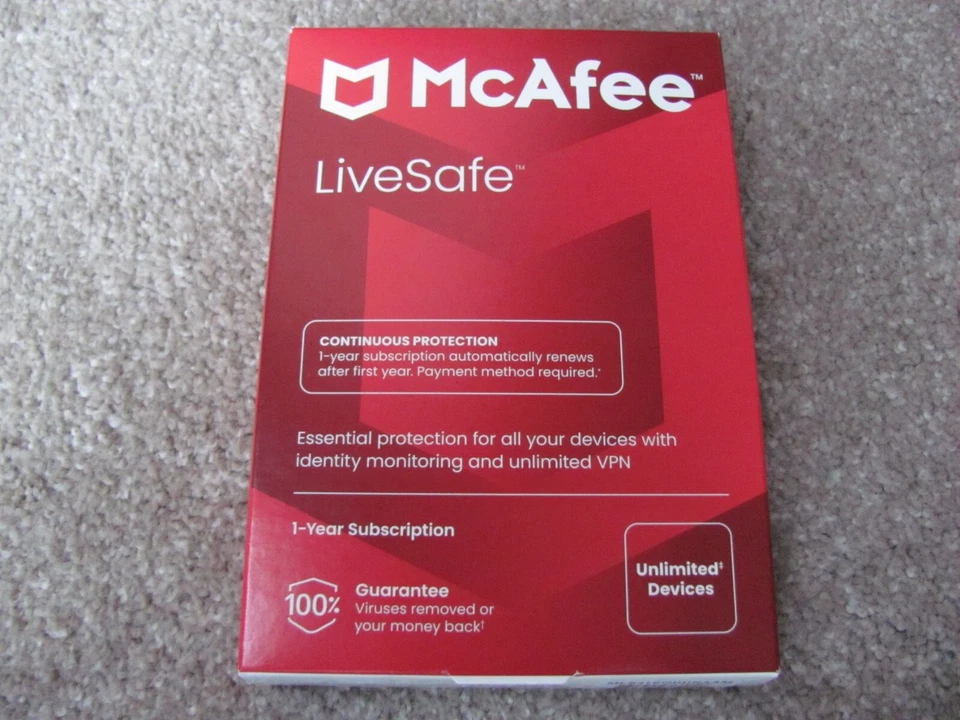 McAfee™
LiveSafe™
CONTINUOUS PROTECTION
1-year subscription automatically renews
after first year. Payment method required.*
Essential protection for all your devices with
identity monitoring and unlimited VPN
1-Year Subscription
100%
Guarantee
Viruses removed or
your money back†
Unlimited‡
Devices